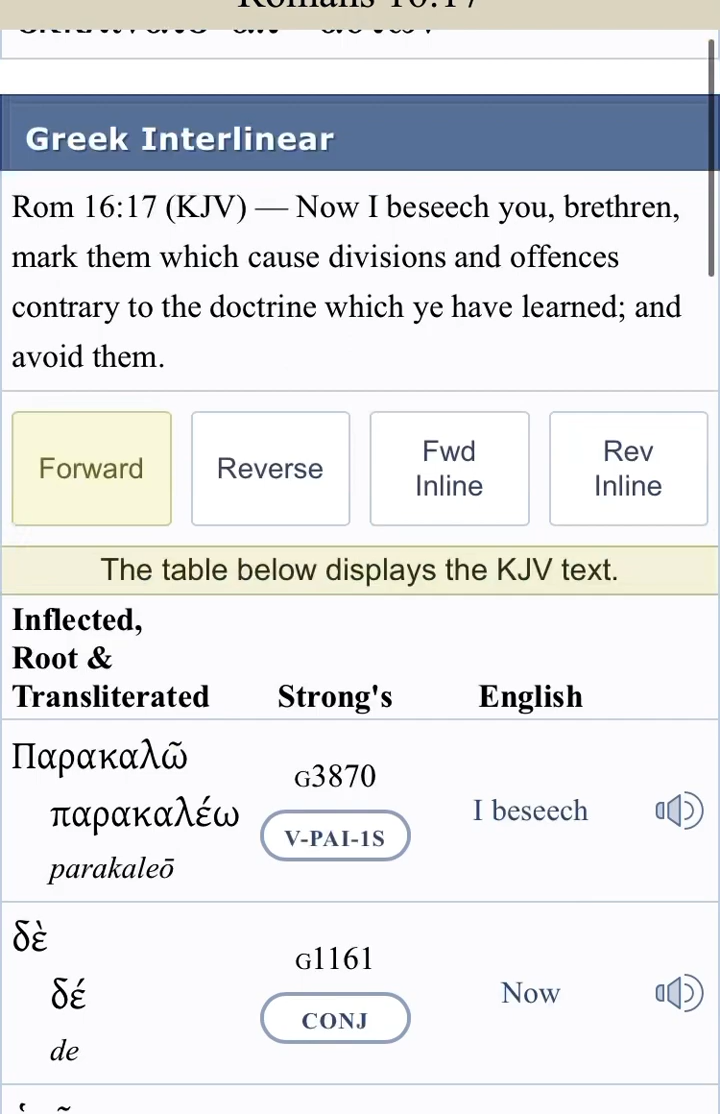 Romans 16:17
Greek Interlinear
Rom 16:17 (KJV) — Now I beseech you, brethren,
mark them which cause divisions and offences
contrary to the doctrine which ye have learned; and
avoid them.
Forward
Reverse
Fwd
Inline
Rev
Inline
The table below displays the KJV text.
Inflected,
Root &
Transliterated
Strong's
English
Παρακαλῶ
παρακαλέω
parakaleō
G3870
V-PAI-1S
I beseech
δὲ
δέ
de
G1161
CONJ
Now